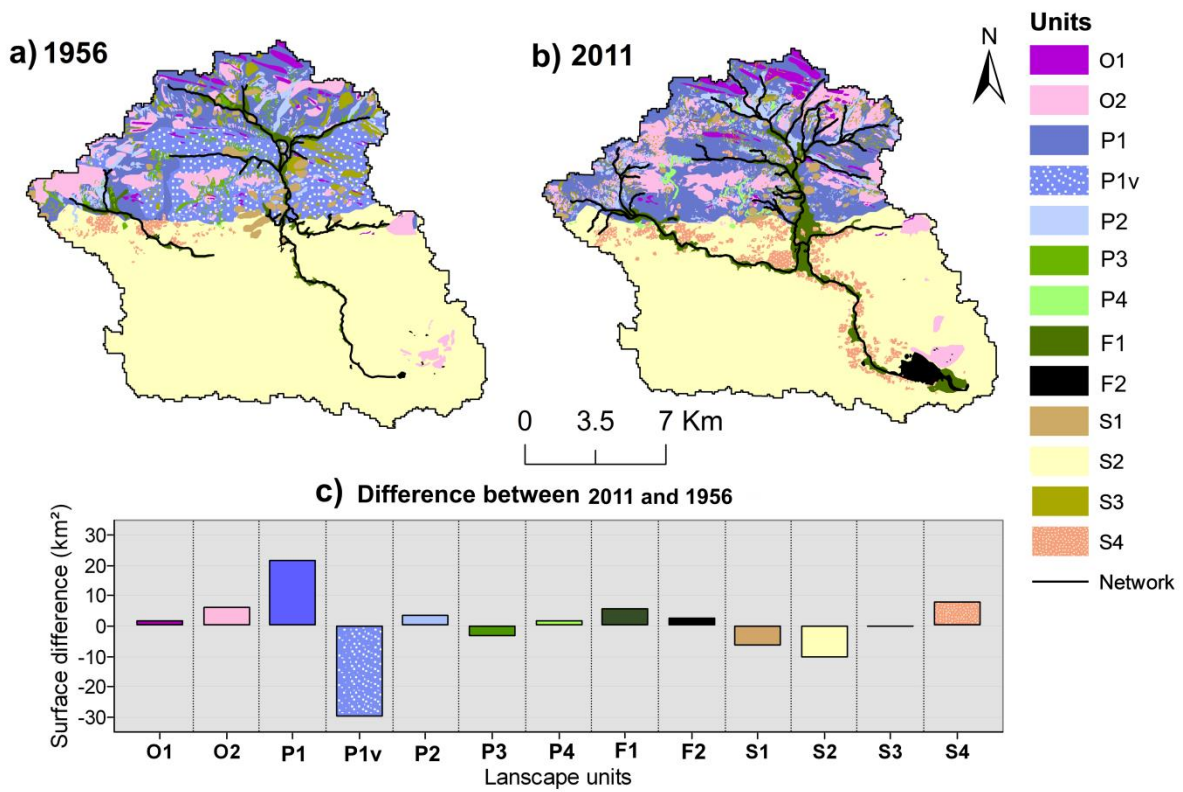 a) 1956
b) 2011
N
Units
O1
O2
P1
P1v
P2
P3
P4
F1
F2
S1
S2
S3
S4
Network
0 3.5 7 Km
c) Difference between 2011 and 1956
Surface difference (km²)
30
20
10
0
-10
-20
-30
O1 O2 P1 P1v P2 P3 P4 F1 F2 S1 S2 S3 S4
Lanscape units